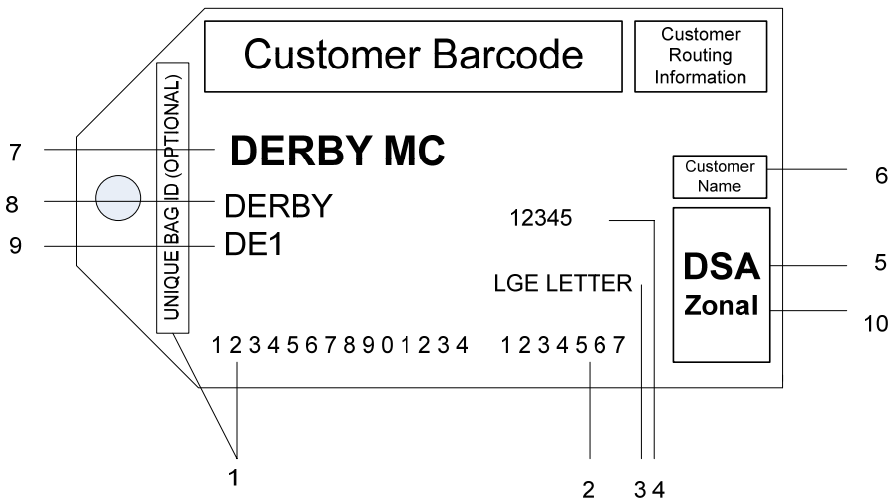 Customer Barcode
Customer
Routing
Information
UNIQUE BAG ID (OPTIONAL)
7
DERBY MC
Customer
Name
6
8
DERBY
12345
9
DE1
DSA
5
Zonal
10
LGE LETTER
1 2 3 4 5 6 7 8 9 0 1 2 3 4
1 2 3 4 5 6 7
1
2
3
4